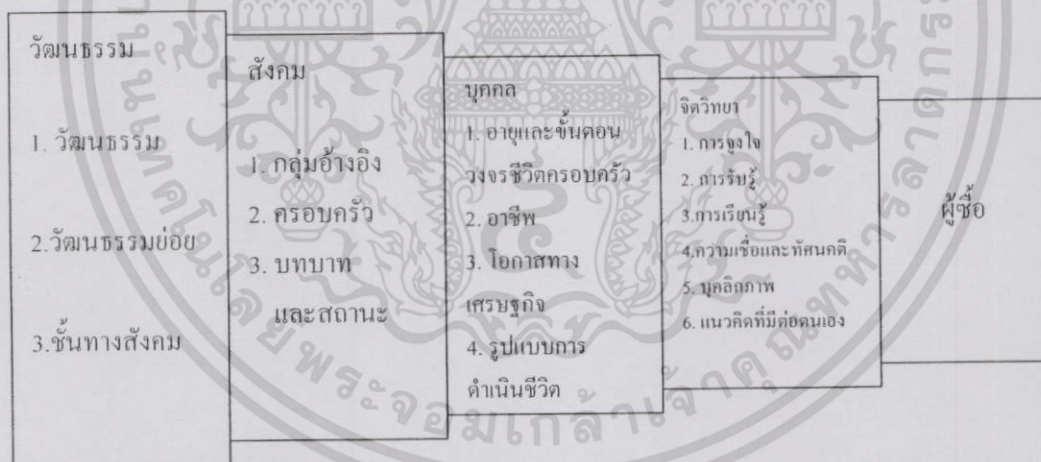 วัฒนธรรม
1. วัฒนธรรม
2.วัฒนธรรมย่อย
3.ชั้นทางสังคม
สังคม
1. กลุ่มอ้างอิง
2. ครอบครัว
3. บทบาท
และสถานะ
บุคคล
1. อายุและขั้นตอน
วงจรชีวิตครอบครัว
2. อาชีพ
3. โอกาสทาง
เศรษฐกิจ
4. รูปแบบการ
ดำเนินชีวิต
จิตวิทยา
1. การจูงใจ
2. การรับรู้
3.การเรียนรู้
4.ความเชื่อและทัศนคติ
5. บุคลิกภาพ
6. แนวคิดที่มีต่อตนเอง
ผู้ซื้อ